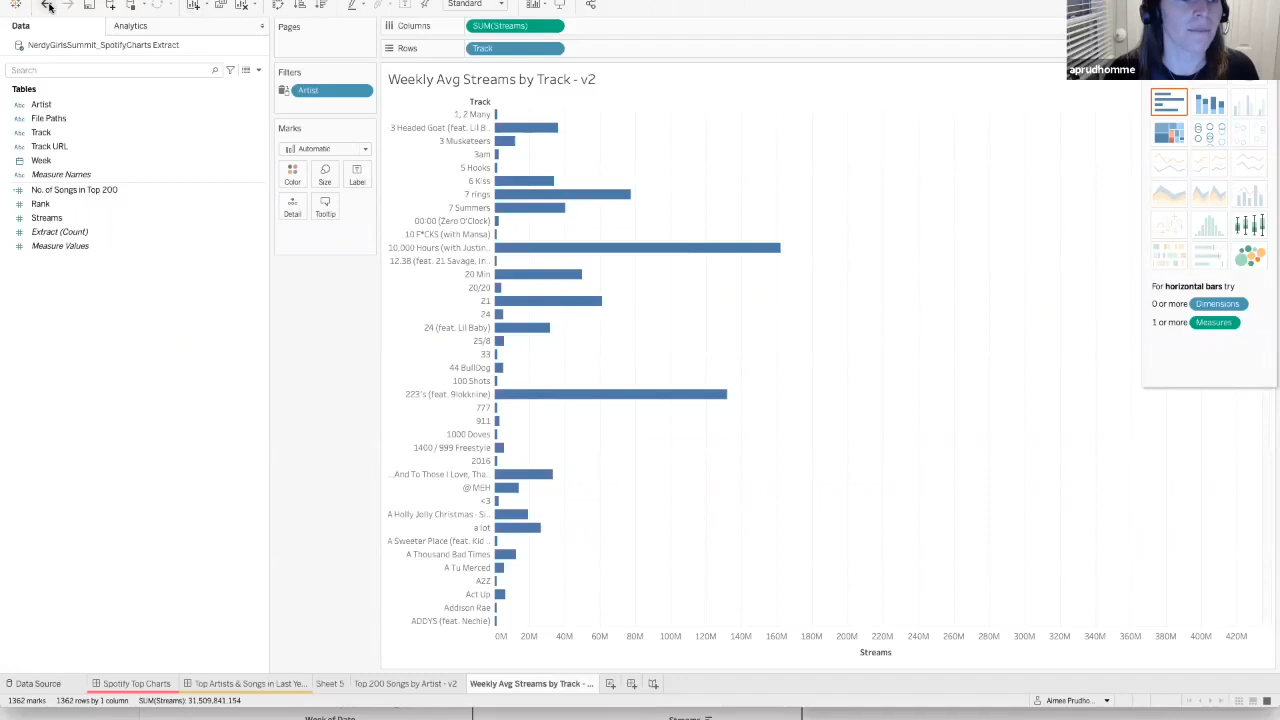 Standard
Data
Analytics
NerdyGirlsSummit_SpotifyCharts Extract
Search
Tables
Abc Artist
Abc File Paths
Abc Track
Abc Track URL
Week
Abc Measure Names
No. of Songs in Top 200
Rank
Streams
Extract (Count)
Measure Values
Pages
Filters
Artist
Marks
Automatic
Color
Size
Label
Detail
Tooltip
Columns
SUM(Streams)
Rows
Track
Weekly Avg Streams by Track - v2
Track
1, 2 Many
3 Headed Goat (feat. Lil B..
3 Musketeers
3am
5 Hooks
6 Kiss
7 rings
7 Summers
00:00 (Zero O'Clock)
10 F*CKS (with Mansa)
10,000 Hours (with Justin..
12.38 (feat. 21 Savage, In..
20 Min
20/20
21
24
24 (feat. Lil Baby)
25/8
33
44 BullDog
100 Shots
223's (feat. 9lokknine)
777
911
1000 Doves
1400 / 999 Freestyle
2016
...And To Those I Love, Tha..
@ MEH
<3
A Holly Jolly Christmas - Si..
a lot
A Sweeter Place (feat. Kid ..
A Thousand Bad Times
A Tu Merced
A2Z
Act Up
Addison Rae
ADDYS (feat. Nechie)
0M 20M 40M 60M 80M 100M 120M 140M 160M 180M 200M 220M 240M 260M 280M 300M 320M 340M 360M 380M 400M 420M
Streams
aprudhomme
For horizontal bars try
0 or more Dimensions
1 or more Measures
Data Source
Spotify Top Charts
Top Artists & Songs in Last Ye...
Sheet 5
Top 200 Songs by Artist - v2
Weekly Avg Streams by Track - ...
1362 marks
1362 rows by 1 column
SUM(Streams): 31,509,841,154
Aimee Prudho...
Week of Date
Streams